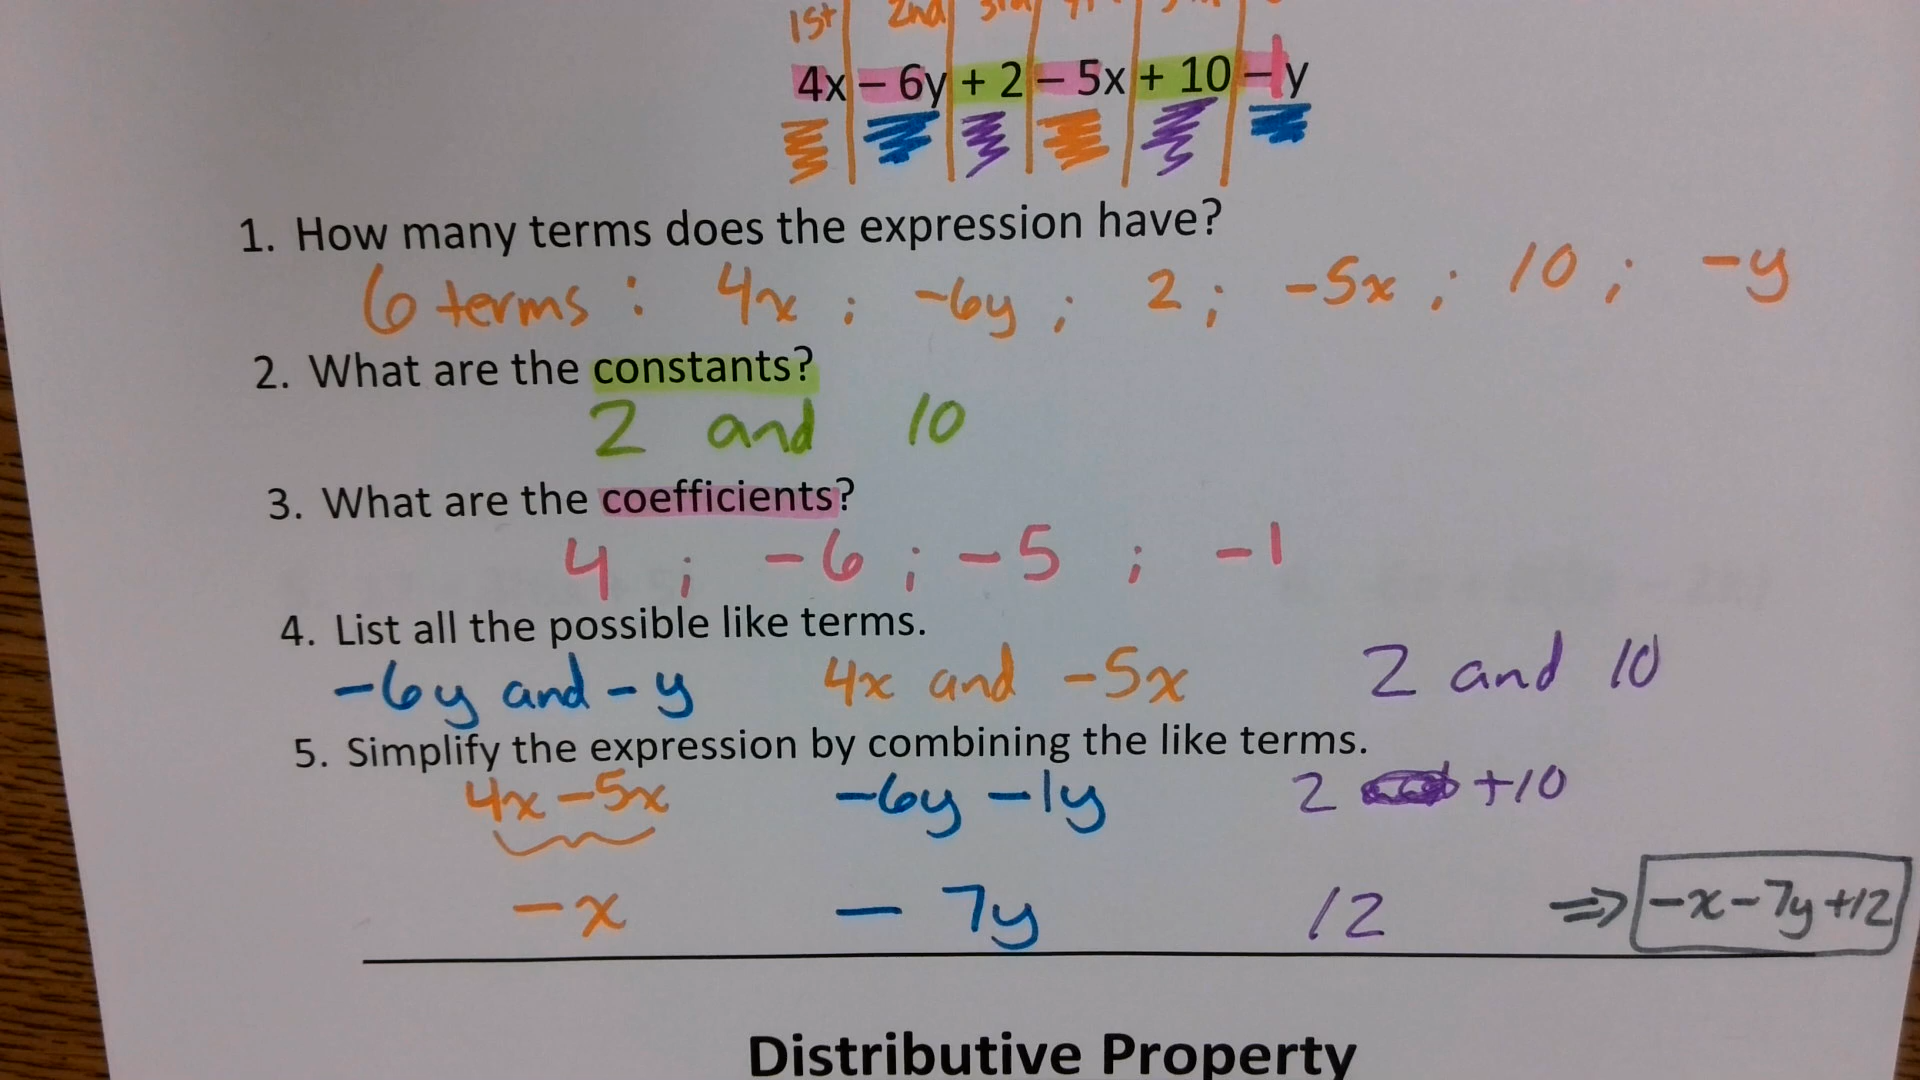 1st 2nd 3rd
4x – 6y + 2 – 5x + 10 – 1y
1. How many terms does the expression have?
6 terms : 4x ; -6y ; 2 ; -5x ; 10 ; -y
2. What are the constants?
2 and 10
3. What are the coefficients?
4 ; -6 ; -5 ; -1
4. List all the possible like terms.
-6y and -y 4x and -5x 2 and 10
5. Simplify the expression by combining the like terms.
4x -5x -6y -1y 2 +10
-x - 7y 12 ⇒ -x - 7y +12
Distributive Property